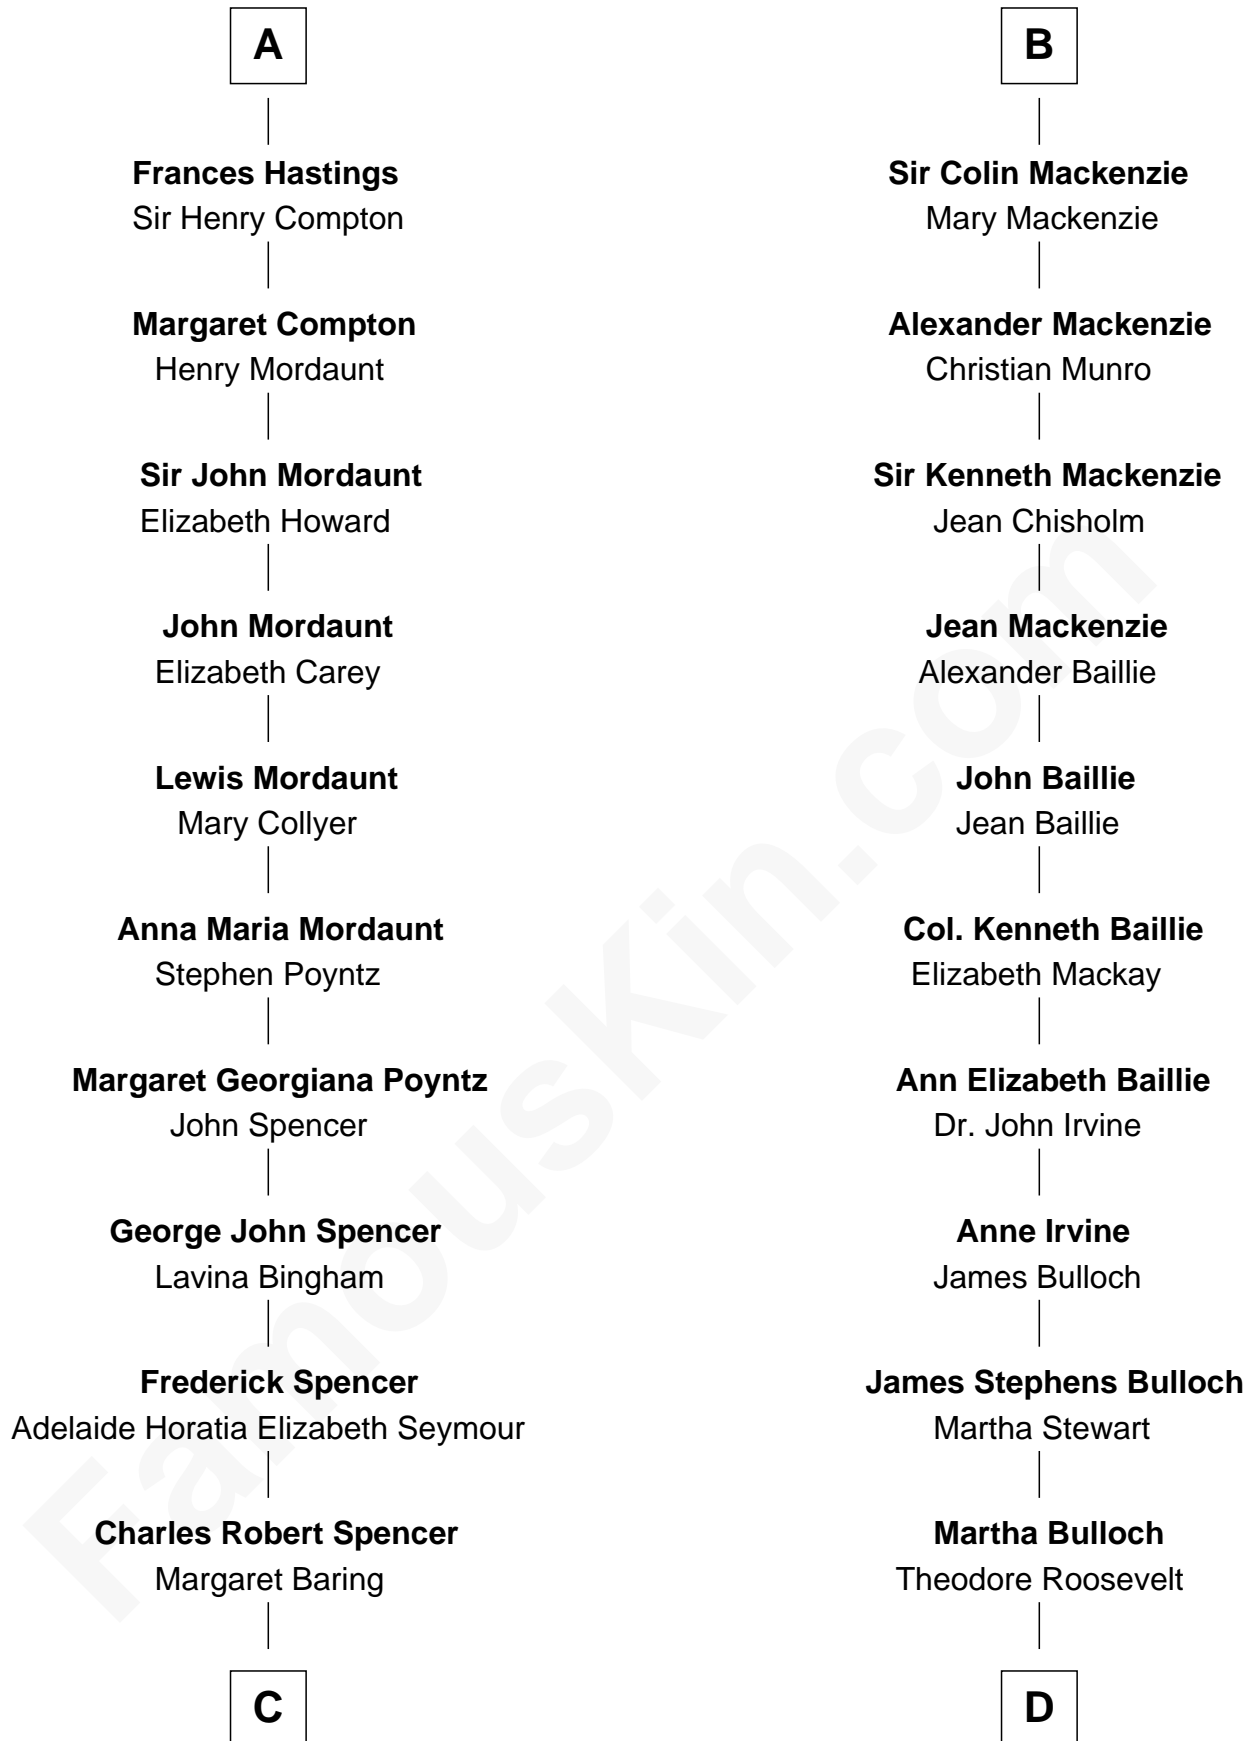 A
Frances Hastings
Sir Henry Compton
Margaret Compton
Henry Mordaunt
Sir John Mordaunt
Elizabeth Howard
John Mordaunt
Elizabeth Carey
Lewis Mordaunt
Mary Collyer
Anna Maria Mordaunt
Stephen Poyntz
Margaret Georgiana Poyntz
John Spencer
George John Spencer
Lavina Bingham
Frederick Spencer
Adelaide Horatia Elizabeth Seymour
Charles Robert Spencer
Margaret Baring
C
B
Sir Colin Mackenzie
Mary Mackenzie
Alexander Mackenzie
Christian Munro
Sir Kenneth Mackenzie
Jean Chisholm
Jean Mackenzie
Alexander Baillie
John Baillie
Jean Baillie
Col. Kenneth Baillie
Elizabeth Mackay
Ann Elizabeth Baillie
Dr. John Irvine
Anne Irvine
James Bulloch
James Stephens Bulloch
Martha Stewart
Martha Bulloch
Theodore Roosevelt
D
FamousKin.com